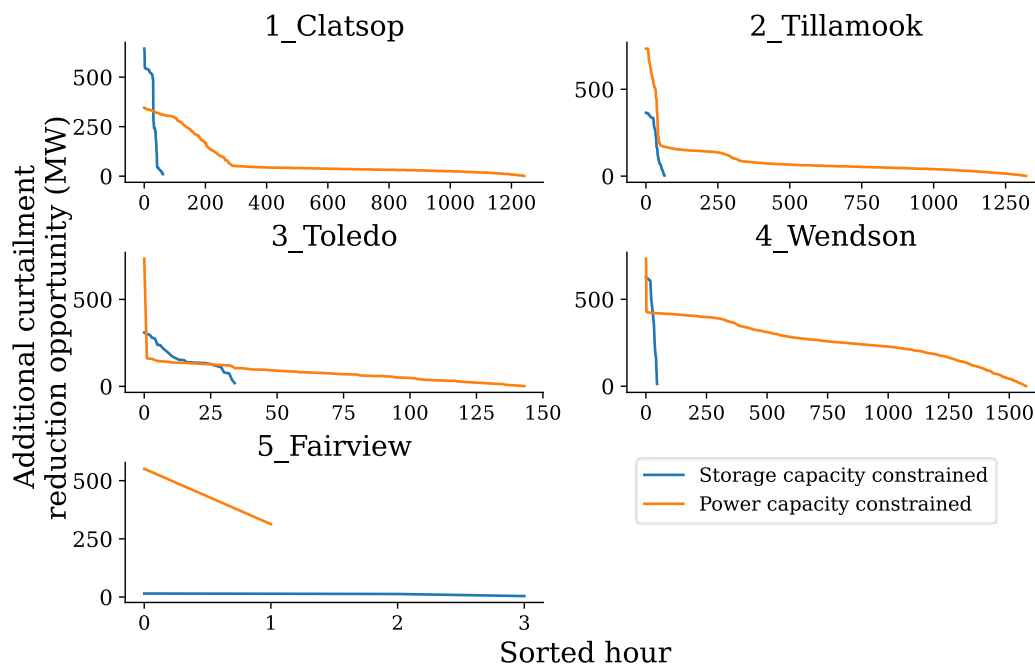 1_Clatsop
500
250
0
0 200 400 600 800 1000 1200
2_Tillamook
500
250
0
0 250 500 750 1000 1250
3_Toledo
500
0
0 25 50 75 100 125 150
4_Wendson
500
0
0 250 500 750 1000 1250 1500
5_Fairview
500
250
0
0 1 2 3
Storage capacity constrained
Power capacity constrained
Additional curtailment
reduction opportunity (MW)
Sorted hour